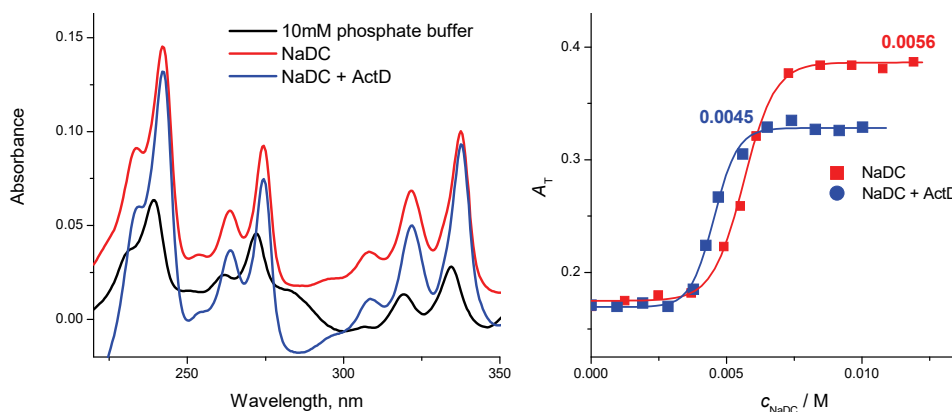 0.15
0.10
0.05
0.00
Absorbance
250
300
350
Wavelength, nm
10mM phosphate buffer
NaDC
NaDC + ActD
0.4
0.3
0.2
A_T
0.000
0.005
0.010
c_NaDC / M
0.0056
0.0045
NaDC
NaDC + ActD